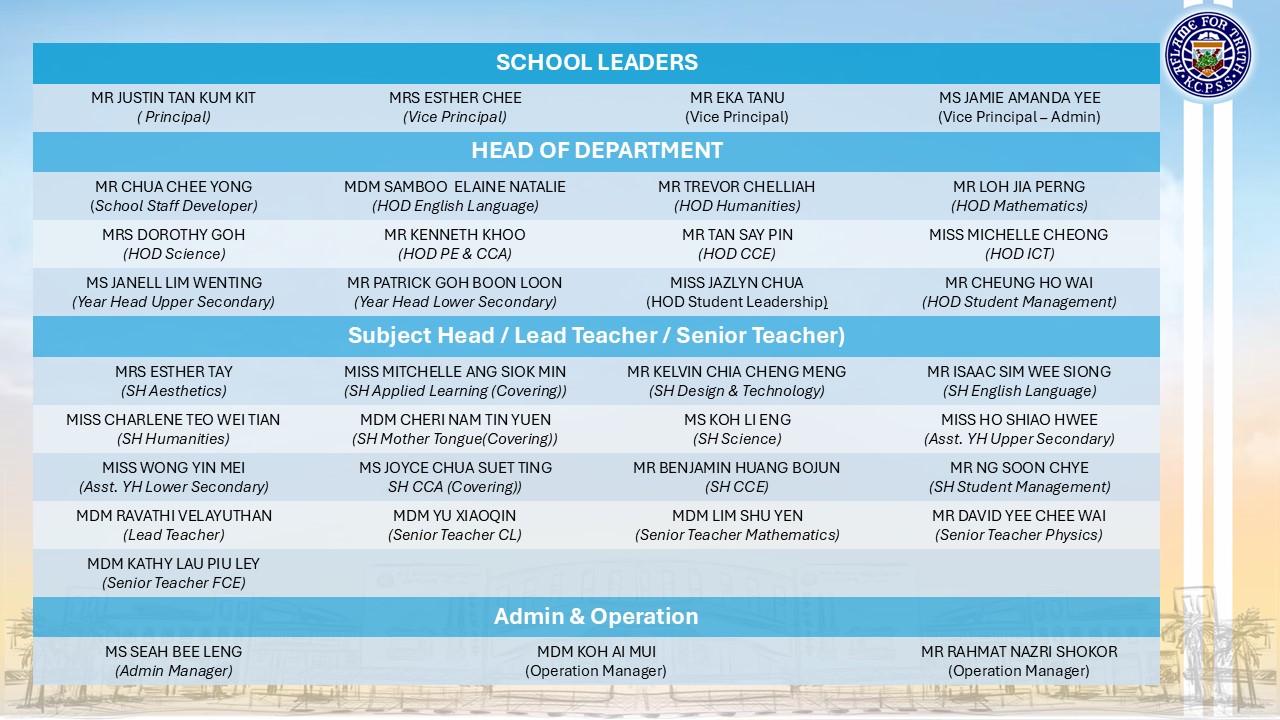 AFLAME FOR TRUTH
K.C.P.S.S.
SCHOOL LEADERS
MR JUSTIN TAN KUM KIT
( Principal)
MRS ESTHER CHEE
(Vice Principal)
MR EKA TANU
(Vice Principal)
MS JAMIE AMANDA YEE
(Vice Principal – Admin)
HEAD OF DEPARTMENT
MR CHUA CHEE YONG
(School Staff Developer)
MDM SAMBOO  ELAINE NATALIE
(HOD English Language)
MR TREVOR CHELLIAH
(HOD Humanities)
MR LOH JIA PERNG
(HOD Mathematics)
MRS DOROTHY GOH
(HOD Science)
MR KENNETH KHOO
(HOD PE & CCA)
MR TAN SAY PIN
(HOD CCE)
MISS MICHELLE CHEONG
(HOD ICT)
MS JANELL LIM WENTING
(Year Head Upper Secondary)
MR PATRICK GOH BOON LOON
(Year Head Lower Secondary)
MISS JAZLYN CHUA
(HOD Student Leadership)
MR CHEUNG HO WAI
(HOD Student Management)
Subject Head / Lead Teacher / Senior Teacher)
MRS ESTHER TAY
(SH Aesthetics)
MISS MITCHELLE ANG SIOK MIN
(SH Applied Learning (Covering))
MR KELVIN CHIA CHENG MENG
(SH Design & Technology)
MR ISAAC SIM WEE SIONG
(SH English Language)
MISS CHARLENE TEO WEI TIAN
(SH Humanities)
MDM CHERI NAM TIN YUEN
(SH Mother Tongue(Covering))
MS KOH LI ENG
(SH Science)
MISS HO SHIAO HWEE
(Asst. YH Upper Secondary)
MISS WONG YIN MEI
(Asst. YH Lower Secondary)
MS JOYCE CHUA SUET TING
SH CCA (Covering))
MR BENJAMIN HUANG BOJUN
(SH CCE)
MR NG SOON CHYE
(SH Student Management)
MDM RAVATHI VELAYUTHAN
(Lead Teacher)
MDM YU XIAOQIN
(Senior Teacher CL)
MDM LIM SHU YEN
(Senior Teacher Mathematics)
MR DAVID YEE CHEE WAI
(Senior Teacher Physics)
MDM KATHY LAU PIU LEY
(Senior Teacher FCE)
Admin & Operation
MS SEAH BEE LENG
(Admin Manager)
MDM KOH AI MUI
(Operation Manager)
MR RAHMAT NAZRI SHOKOR
(Operation Manager)